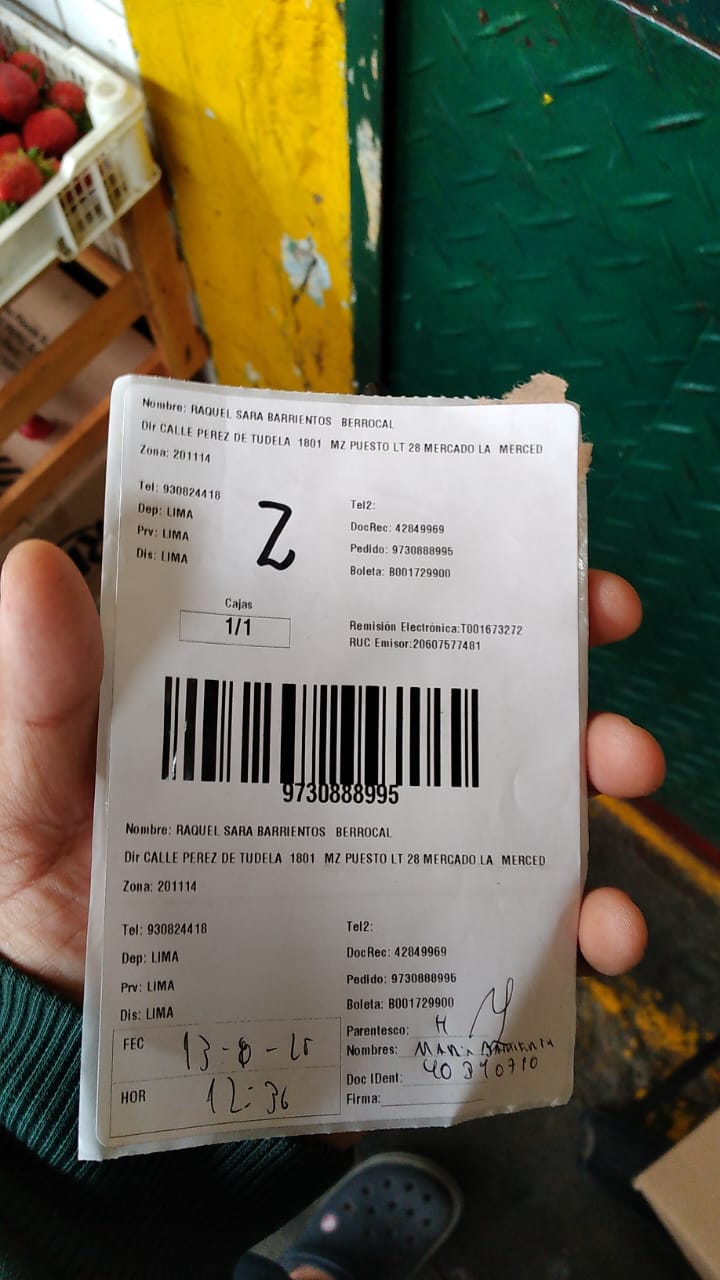 Nombre: RAQUEL SARA BARRIENTOS BERROCAL
Dir CALLE PEREZ DE TUDELA 1801 MZ PUESTO LT 28 MERCADO LA MERCED
Zona: 201114
Tel: 930824418
Dep: LIMA
Prv: LIMA
Dis: LIMA
Z
Tel2:
DocRec: 42849969
Pedido: 9730888995
Boleta: B001729900
Cajas
1/1
Remisión Electrónica:T001673272
RUC Emisor:20607577481
9730888995
Nombre: RAQUEL SARA BARRIENTOS BERROCAL
Dir CALLE PEREZ DE TUDELA 1801 MZ PUESTO LT 28 MERCADO LA MERCED
Zona: 201114
Tel: 930824418
Dep: LIMA
Prv: LIMA
Dis: LIMA
Tel2:
DocRec: 42849969
Pedido: 9730888995
Boleta: B001729900
FEC 13-8-25
HOR 12:36
Parentesco: H
Nombres:
Doc IDent: 40390710
Firma: